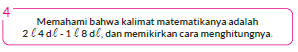 4
Memahami bahwa kalimat matematikanya adalah
2 ℓ 4 dℓ - 1 ℓ 8 dℓ, dan memikirkan cara menghitungnya.